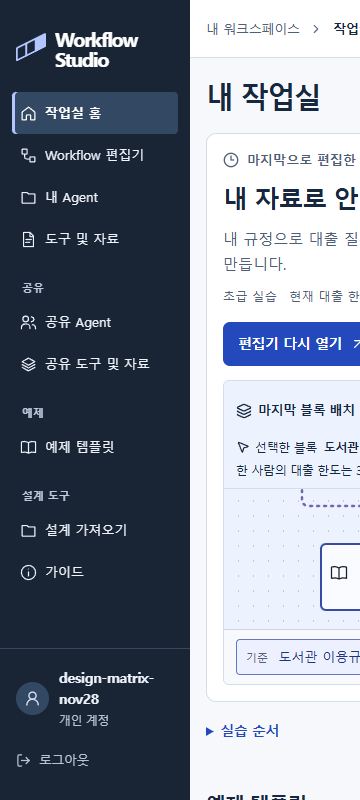 Workflow
Studio
작업실 홈
Workflow 편집기
내 Agent
도구 및 자료
공유
공유 Agent
공유 도구 및 자료
예제
예제 템플릿
설계 도구
설계 가져오기
가이드
design-matrix-
nov28
개인 계정
로그아웃
내 워크스페이스 > 작업
내 작업실
마지막으로 편집한
내 자료로 안
내 규정으로 대출 질
만듭니다.
초급 실습 현재 대출 한
편집기 다시 열기
마지막 블록 배치
선택한 블록 도서관
한 사람의 대출 한도는 3
기준 도서관 이용규
실습 순서
예제 템플릿